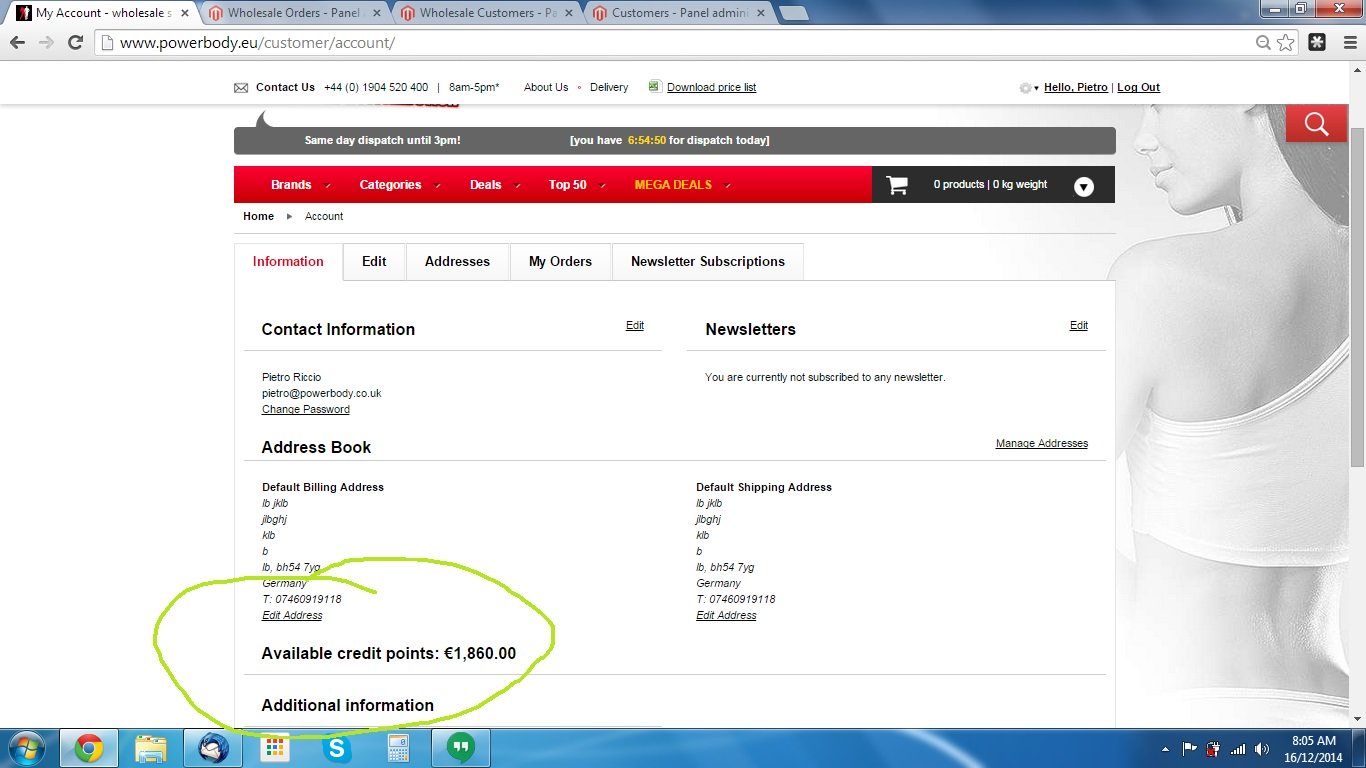 My Account - wholesale s
Wholesale Orders - Panel
Wholesale Customers - Pa
Customers - Panel admini
www.powerbody.eu/customer/account/
Contact Us +44 (0) 1904 520 400 | 8am-5pm* About Us • Delivery Download price list
Hello, Pietro | Log Out
Same day dispatch until 3pm! [you have 6:54:50 for dispatch today]
Brands Categories Deals Top 50 MEGA DEALS
0 products | 0 kg weight
Home Account
Information Edit Addresses My Orders Newsletter Subscriptions
Contact Information Edit
Pietro Riccio
pietro@powerbody.co.uk
Change Password
Newsletters Edit
You are currently not subscribed to any newsletter.
Address Book Manage Addresses
Default Billing Address
lb jklb
jlbghj
klb
b
lb, bh54 7yg
Germany
T: 07460919118
Edit Address
Default Shipping Address
lb jklb
jlbghj
klb
b
lb, bh54 7yg
Germany
T: 07460919118
Edit Address
Available credit points: €1,860.00
Additional information
8:05 AM
16/12/2014